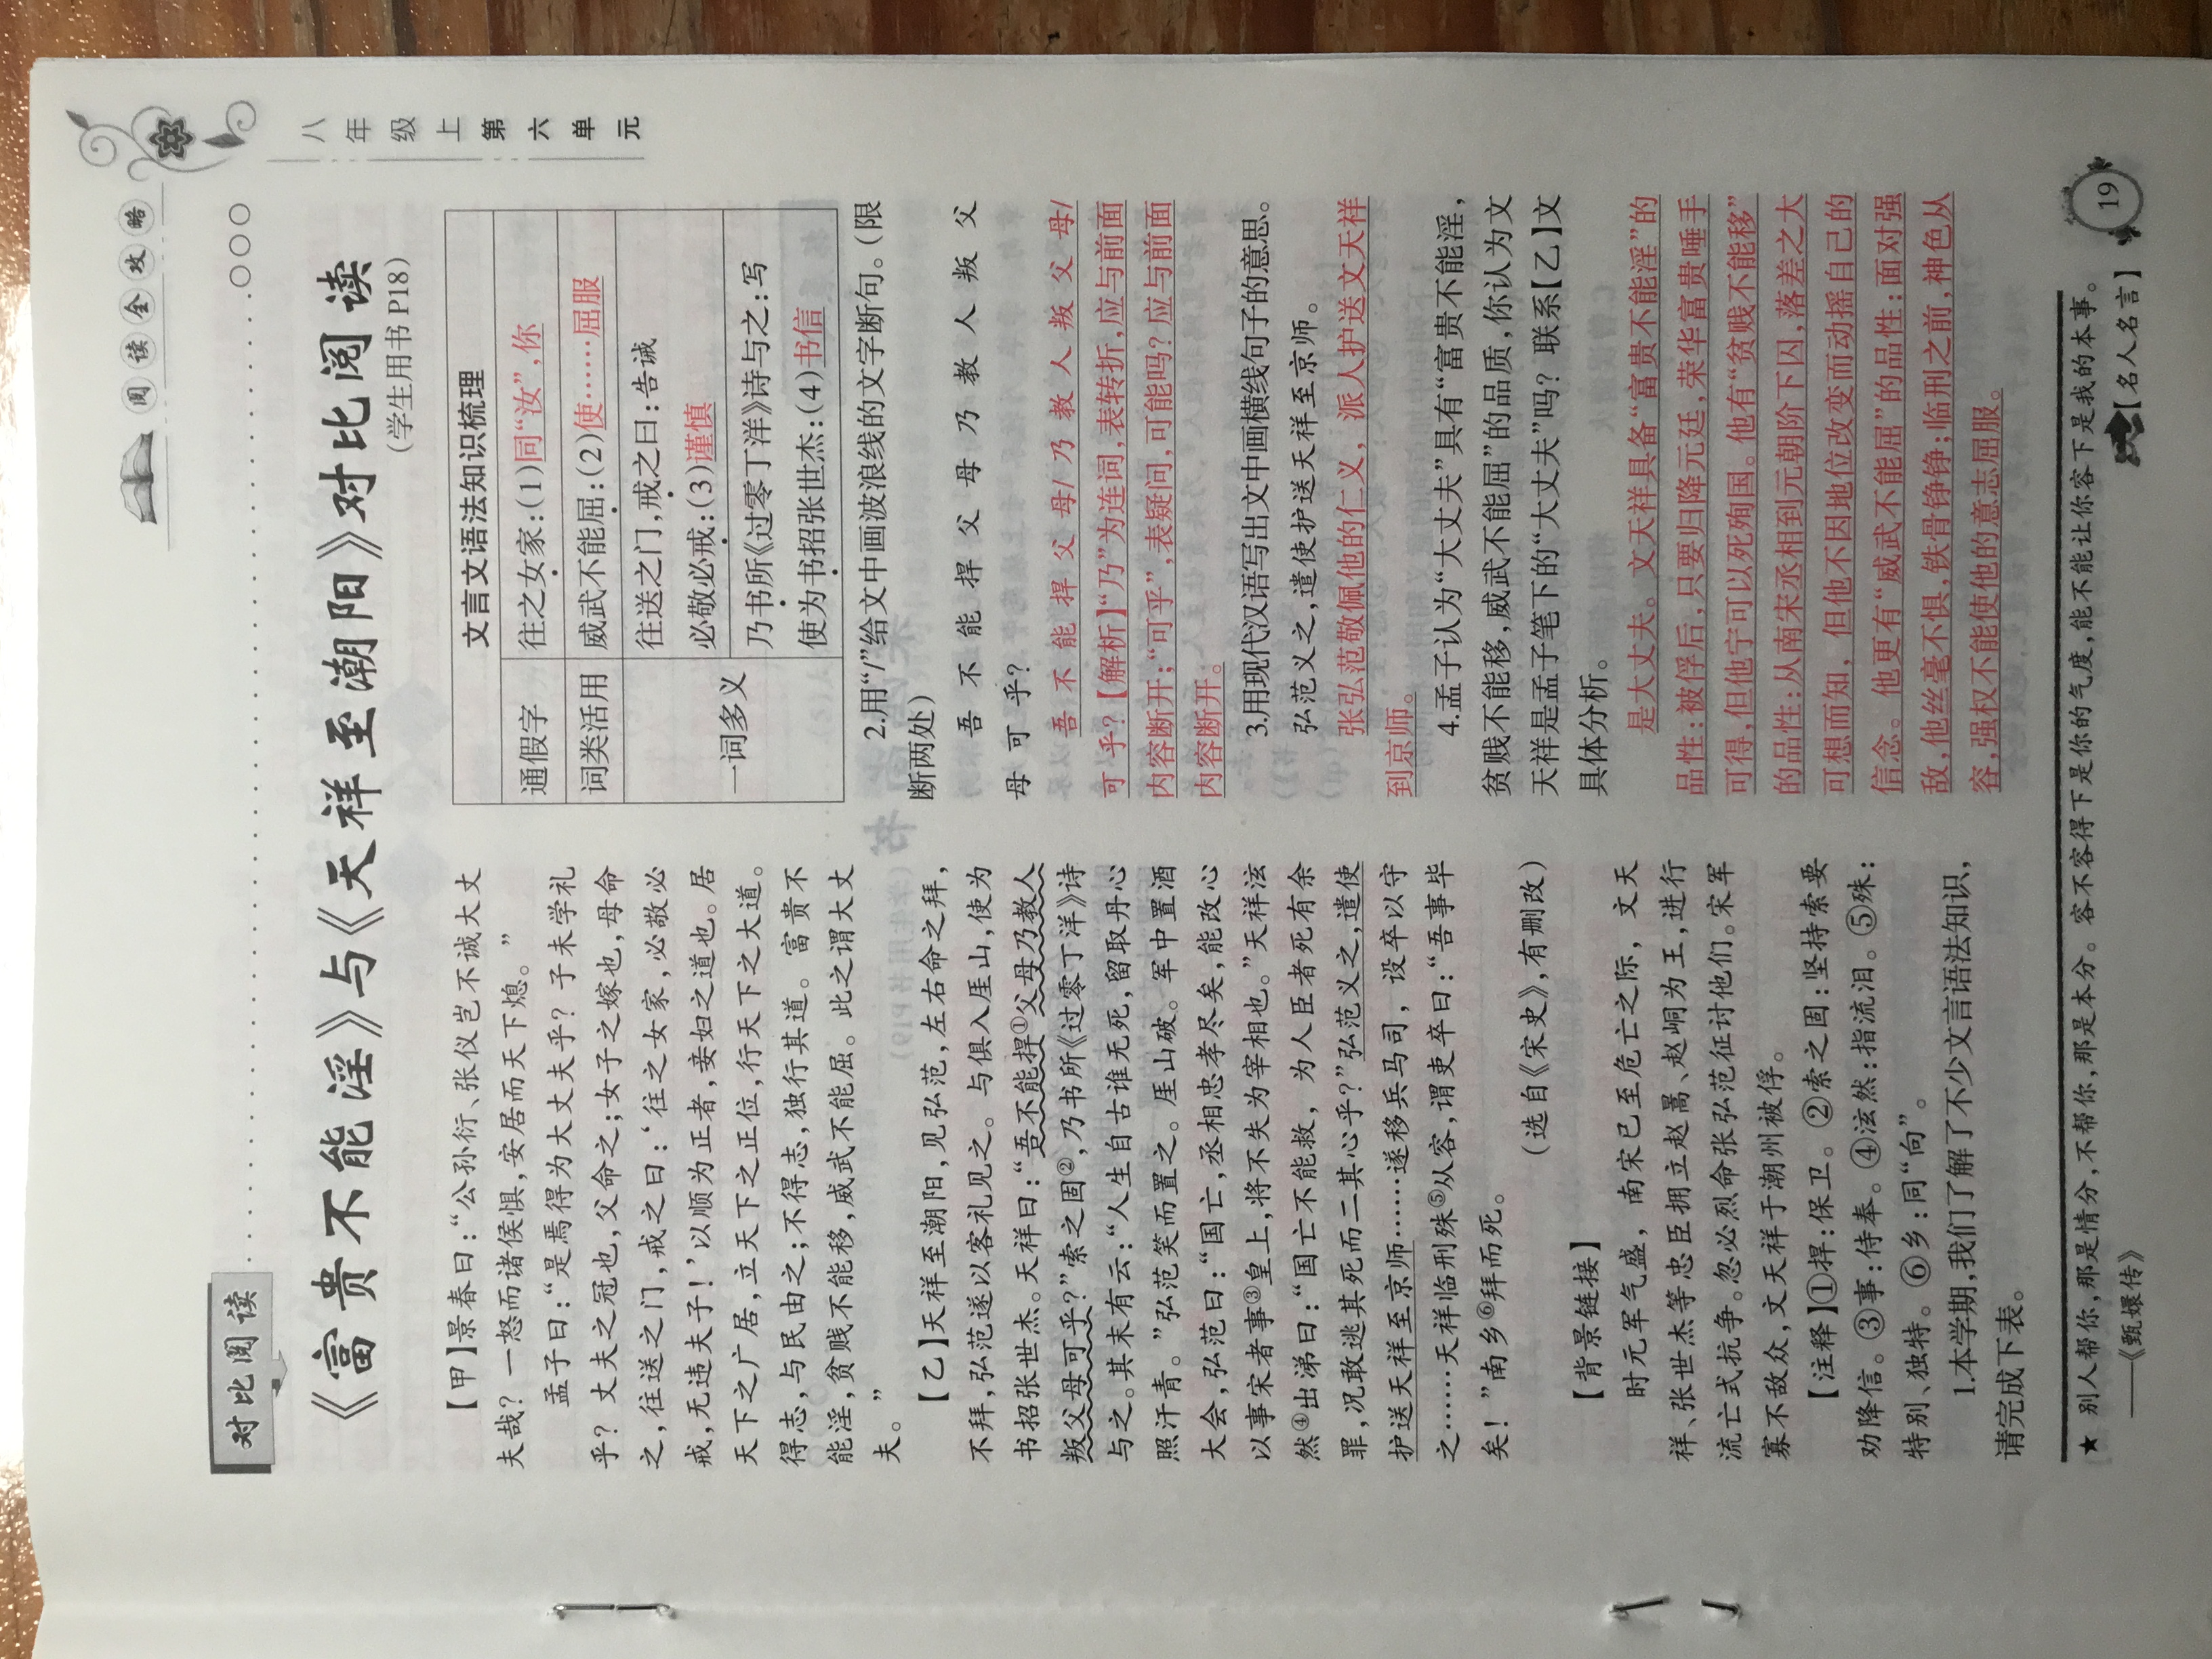 阅读全攻略
八年级上第六单元
对比阅读
《富贵不能淫》与《天祥至潮阳》对比阅读
(学生用书 P18)
【甲】景春曰:“公孙衍、张仪岂不诚大丈
夫哉?一怒而诸侯惧,安居而天下熄。”
孟子曰:“是焉得为大丈夫乎?子未学礼
乎?丈夫之冠也,父命之;女子之嫁也,母命
之,往送之门,戒之曰:‘往之女家,必敬必
戒,无违夫子!’以顺为正者,妾妇之道也。居
天下之广居,立天下之正位,行天下之大道。
得志,与民由之;不得志,独行其道。富贵不
能淫,贫贱不能移,威武不能屈。此之谓大丈
夫。”
【乙】天祥至潮阳,见弘范,左右命之拜,
不拜,弘范遂以客礼见之。与俱入厓山,使为
书招张世杰。天祥曰:“吾不能捍①父母乃教人
叛父母可乎?”索之固②,乃书所《过零丁洋》诗
与之。其末有云:“人生自古谁无死,留取丹心
照汗青。”弘范笑而置之。厓山破。军中置酒
大会,弘范曰:“国亡,丞相忠孝尽矣,能改心
以事宋者事③皇上,将不失为宰相也。”天祥泫
然④出涕曰:“国亡不能救,为人臣者死有余
罪,况敢逃其死而二其心乎?”弘范义之,遣使
护送天祥至京师……遂移兵马司,设卒以守
之……天祥临刑殊⑤从容,谓吏卒曰:“吾事毕
矣!”南乡⑥拜而死。
(选自《宋史》,有删改)
【背景链接】
时元军气盛,南宋已至危亡之际,文天
祥、张世杰等忠臣拥立赵暠、赵峒为王,进行
流亡式抗争。忽必烈命张弘范征讨他们。宋军
寡不敌众,文天祥于潮州被俘。
【注释】①捍:保卫。②索之固:坚持索要
劝降信。③事:侍奉。④泫然:指流泪。⑤殊:
特别、独特。⑥乡:同“向”。
1.本学期,我们了解了不少文言语法知识,
请完成下表。
文言文语法知识梳理
通假字 往之女家:(1)同“汝”,你
词类活用 威武不能屈:(2)使……屈服
一词多义
往送之门,戒之曰:告诫
必敬必戒:(3)谨慎
乃书所《过零丁洋》诗与之:写
使为书招张世杰:(4)书信
2.用“/”给文中画波浪线的文字断句。(限
断两处)
吾不能捍父母乃教人叛父
母可乎?
吾不能捍父母/乃教人叛父母/
可乎?【解析】“乃”为连词,表转折,应与前面
内容断开;“可乎”,表疑问,可能吗?应与前面
内容断开。
3.用现代汉语写出文中画横线句子的意思。
弘范义之,遣使护送天祥至京师。
张弘范敬佩他的仁义,派人护送文天祥
到京师。
4.孟子认为“大丈夫”具有“富贵不能淫,
贫贱不能移,威武不能屈”的品质,你认为文
天祥是孟子笔下的“大丈夫”吗?联系【乙】文
具体分析。
是大丈夫。文天祥具备“富贵不能淫”的
品性:被俘后,只要归降元廷,荣华富贵唾手
可得,但他宁可以死殉国。他有“贫贱不能移”
的品性:从南宋丞相到元朝阶下囚,落差之大
可想而知,但他不因地位改变而动摇自己的
信念。他更有“威武不能屈”的品性:面对强
敌,他丝毫不惧,铁骨铮铮;临刑之前,神色从
容,强权不能使他的意志屈服。
★ 别人帮你,那是情分,不帮你,那是本分。容不容得下是你的气度,能不能让你容下是我的本事。
——《甄嬛传》
【名人名言】
19